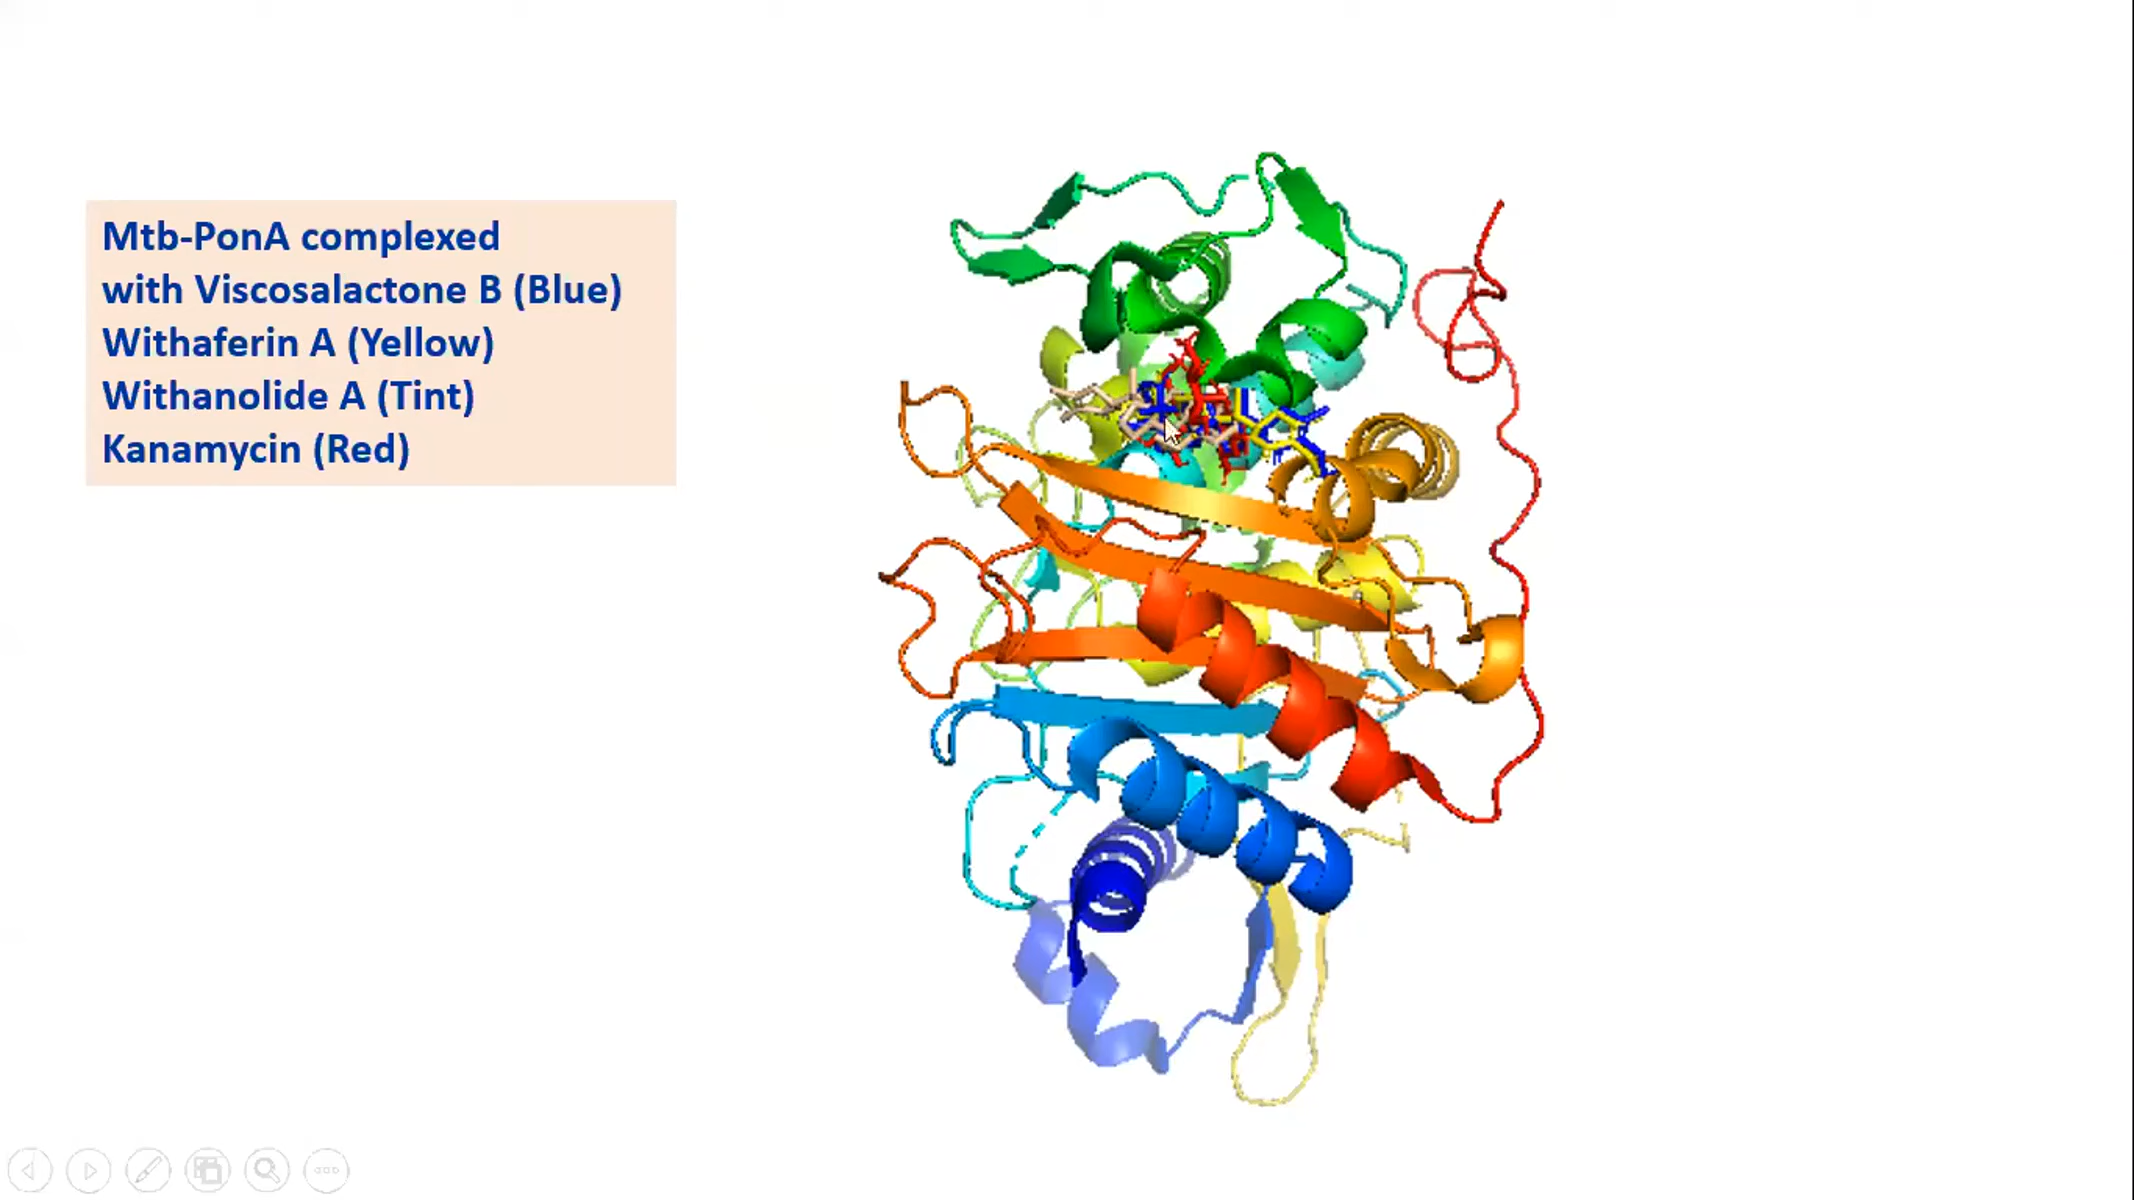 Mtb-PonA complexed
with Viscosalactone B (Blue)
Withaferin A (Yellow)
Withanolide A (Tint)
Kanamycin (Red)